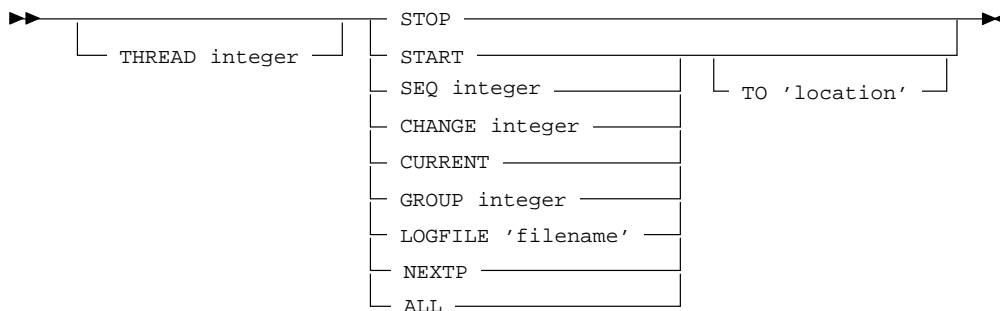 STOP
THREAD integer
START
SEQ integer
TO ’location’
CHANGE integer
CURRENT
GROUP integer
LOGFILE ’filename’
NEXTP
ALL